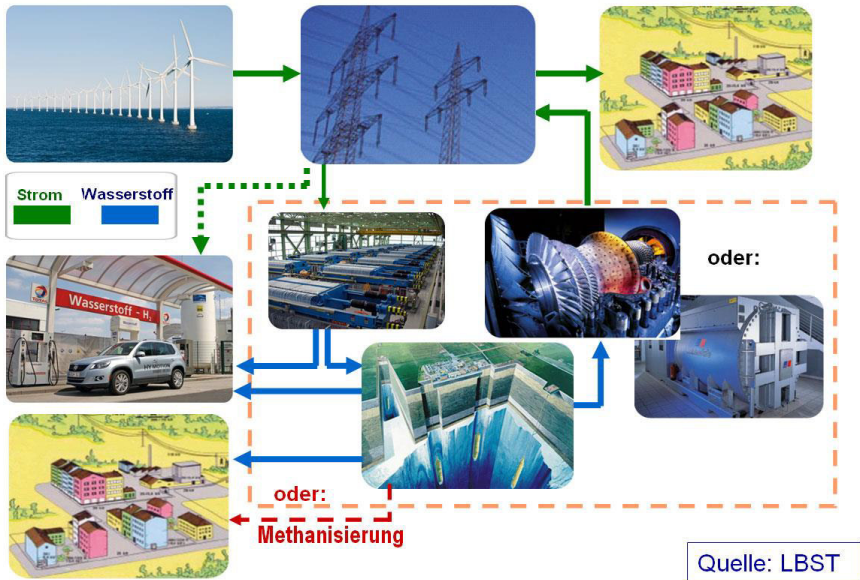 Strom Wasserstoff
Wasserstoff - H2
oder:
oder:
Methanisierung
Quelle: LBST